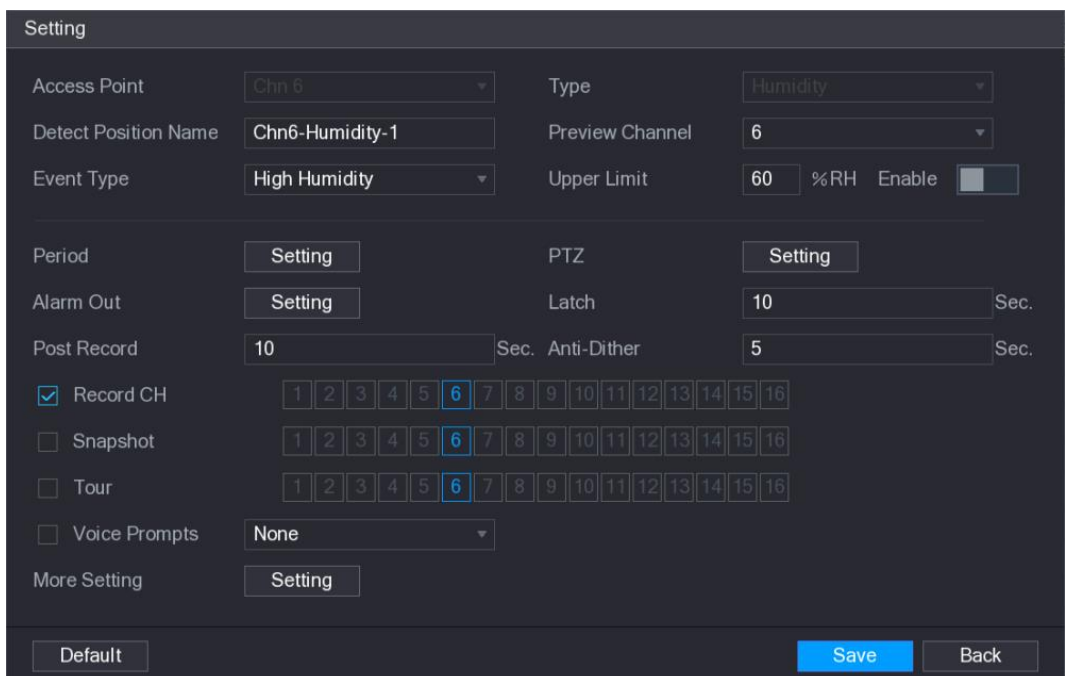 Setting
Access Point Chn 6 Type Humidity
Detect Position Name Chn6-Humidity-1 Preview Channel 6
Event Type High Humidity Upper Limit 60 %RH Enable
Period Setting PTZ Setting
Alarm Out Setting Latch 10 Sec.
Post Record 10 Sec. Anti-Dither 5 Sec.
Record CH 1 2 3 4 5 6 7 8 9 10 11 12 13 14 15 16
Snapshot 1 2 3 4 5 6 7 8 9 10 11 12 13 14 15 16
Tour 1 2 3 4 5 6 7 8 9 10 11 12 13 14 15 16
Voice Prompts None
More Setting Setting
Default Save Back